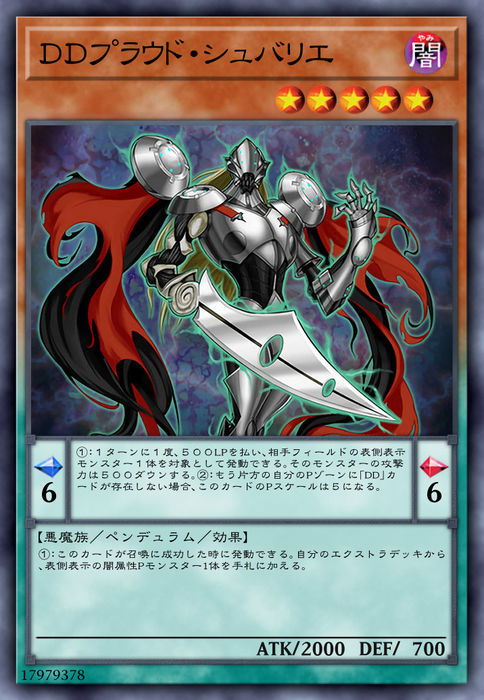 DDプラウド・シュバリエ
やみ
闇
①:1ターンに1度、500LPを払い、相手フィールドの表側表示
モンスター1体を対象として発動できる。そのモンスターの攻撃
力は500ダウンする。②:もう片方の自分のPゾーンに「DD」カ
ードが存在しない場合、このカードのPスケールは5になる。
6
6
【悪魔族/ペンデュラム/効果】
①:このカードが召喚に成功した時に発動できる。自分のエクストラデッキから
、表側表示の闇属性Pモンスター1体を手札に加える。
ATK/2000 DEF/ 700
17979378